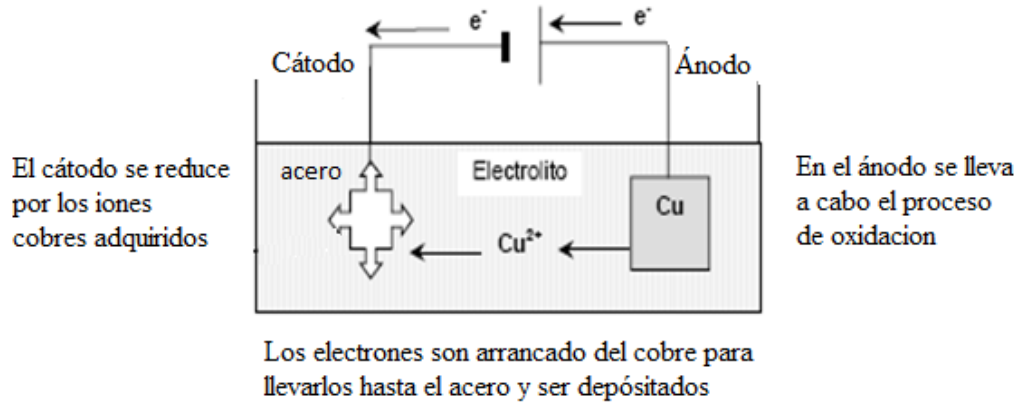 e⁻ e⁻
Cátodo Ánodo
El cátodo se reduce
por los iones
cobres adquiridos
acero Electrolito
Cu
Cu²⁺
En el ánodo se lleva
a cabo el proceso
de oxidacion
Los electrones son arrancado del cobre para
llevarlos hasta el acero y ser depósitados